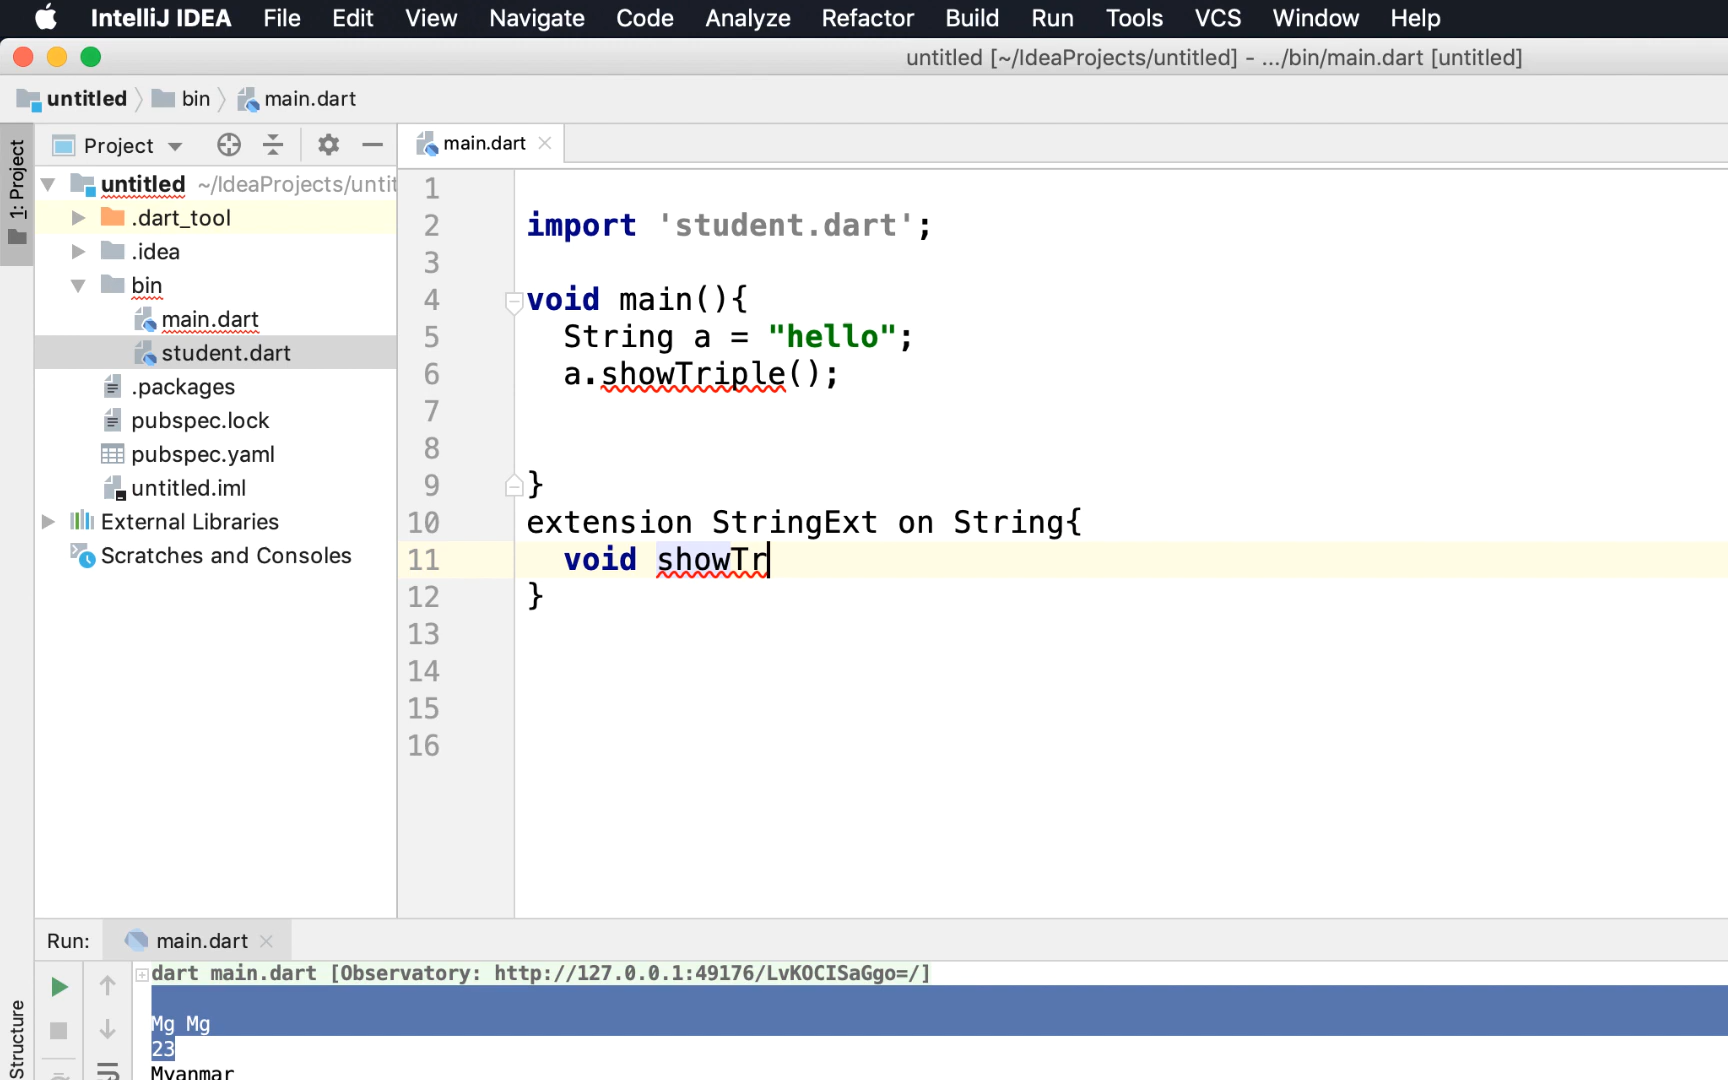 IntelliJ IDEA File Edit View Navigate Code Analyze Refactor Build Run Tools VCS Window Help
untitled [~/IdeaProjects/untitled] - .../bin/main.dart [untitled]
untitled bin main.dart
1: Project
Project
main.dart
untitled ~/IdeaProjects/untit
.dart_tool
.idea
bin
main.dart
student.dart
.packages
pubspec.lock
pubspec.yaml
untitled.iml
External Libraries
Scratches and Consoles
1
2 import 'student.dart';
3
4 void main(){
5 String a = "hello";
6 a.showTriple();
7
8
9 }
10 extension StringExt on String{
11 void showTr
12 }
13
14
15
16
Run: main.dart
dart main.dart [Observatory: http://127.0.0.1:49176/LvKOCISaGgo=/]
Mg Mg
23
Myanmar
Structure